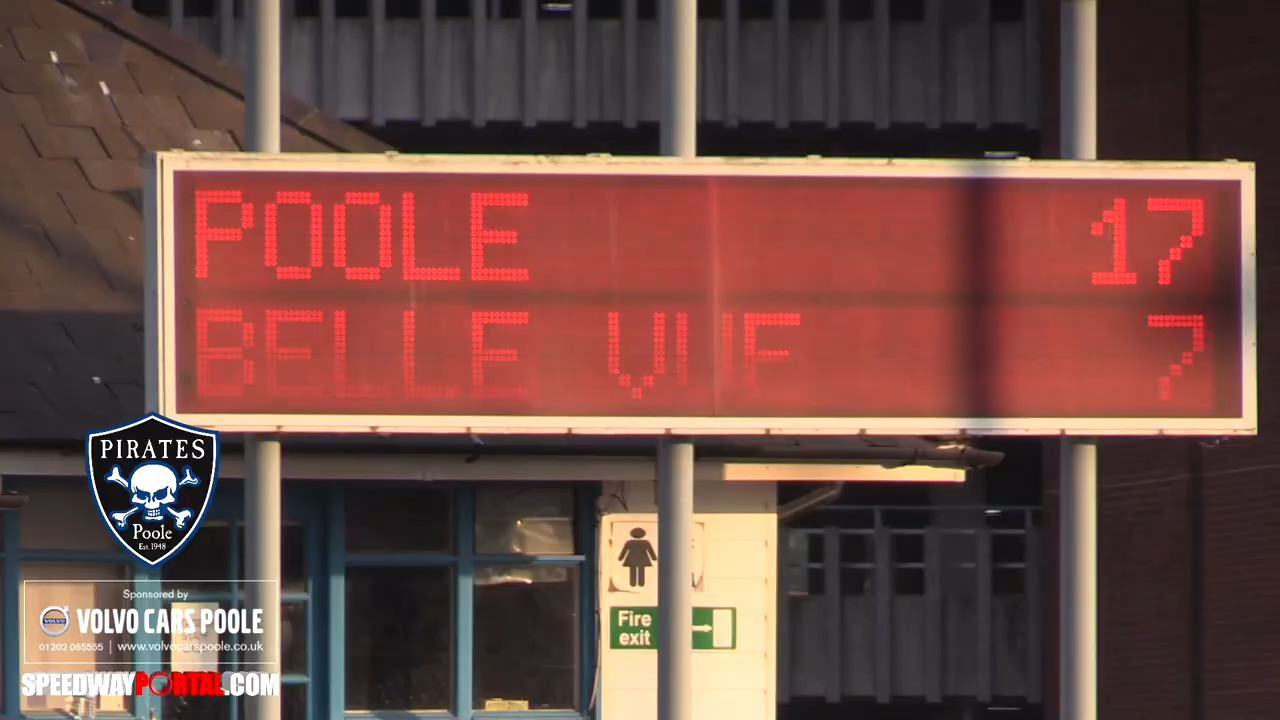 POOLE 17
BELLE VUE 7
PIRATES
Poole
Est. 1948
Sponsored by
VOLVO
VOLVO CARS POOLE
01202 065555 | www.volvocarspoole.co.uk
SPEEDWAYPORTAL.COM
Fire
exit